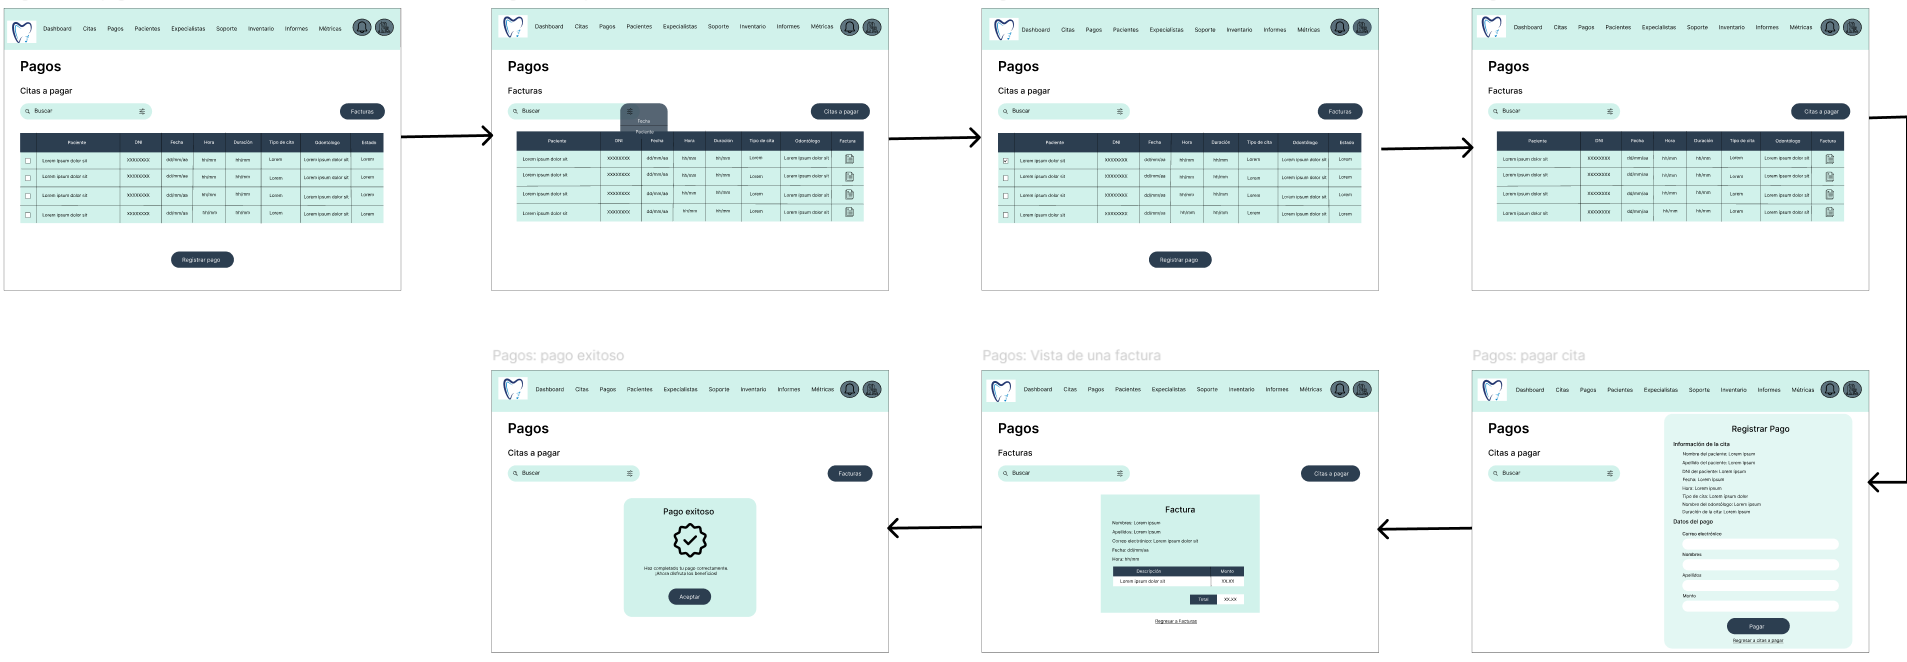 Dashboard Citas Pagos Pacientes Especialistas Soporte Inventario Informes Métricas
Pagos
Citas a pagar
Buscar
Facturas
Paciente DNI Fecha Hora Duración Tipo de cita Odontólogo Estado
Lorem ipsum dolor sit XXXXXXXX dd/mm/aa hh/mm hh/mm Lorem Lorem ipsum dolor sit Lorem
Lorem ipsum dolor sit XXXXXXXX dd/mm/aa hh/mm hh/mm Lorem Lorem ipsum dolor sit Lorem
Lorem ipsum dolor sit XXXXXXXX dd/mm/aa hh/mm hh/mm Lorem Lorem ipsum dolor sit Lorem
Lorem ipsum dolor sit XXXXXXXX dd/mm/aa hh/mm hh/mm Lorem Lorem ipsum dolor sit Lorem
Registrar pago
Dashboard Citas Pagos Pacientes Especialistas Soporte Inventario Informes Métricas
Pagos
Facturas
Buscar
Fecha
Paciente
Citas a pagar
Paciente DNI Fecha Hora Duración Tipo de cita Odontólogo Factura
Lorem ipsum dolor sit XXXXXXXX dd/mm/aa hh/mm hh/mm Lorem Lorem ipsum dolor sit
Lorem ipsum dolor sit XXXXXXXX dd/mm/aa hh/mm hh/mm Lorem Lorem ipsum dolor sit
Lorem ipsum dolor sit XXXXXXXX dd/mm/aa hh/mm hh/mm Lorem Lorem ipsum dolor sit
Lorem ipsum dolor sit XXXXXXXX dd/mm/aa hh/mm hh/mm Lorem Lorem ipsum dolor sit
Dashboard Citas Pagos Pacientes Especialistas Soporte Inventario Informes Métricas
Pagos
Citas a pagar
Buscar
Facturas
Paciente DNI Fecha Hora Duración Tipo de cita Odontólogo Estado
Lorem ipsum dolor sit XXXXXXXX dd/mm/aa hh/mm hh/mm Lorem Lorem ipsum dolor sit Lorem
Lorem ipsum dolor sit XXXXXXXX dd/mm/aa hh/mm hh/mm Lorem Lorem ipsum dolor sit Lorem
Lorem ipsum dolor sit XXXXXXXX dd/mm/aa hh/mm hh/mm Lorem Lorem ipsum dolor sit Lorem
Lorem ipsum dolor sit XXXXXXXX dd/mm/aa hh/mm hh/mm Lorem Lorem ipsum dolor sit Lorem
Registrar pago
Dashboard Citas Pagos Pacientes Especialistas Soporte Inventario Informes Métricas
Pagos
Facturas
Buscar
Citas a pagar
Paciente DNI Fecha Hora Duración Tipo de cita Odontólogo Factura
Lorem ipsum dolor sit XXXXXXXX dd/mm/aa hh/mm hh/mm Lorem Lorem ipsum dolor sit
Lorem ipsum dolor sit XXXXXXXX dd/mm/aa hh/mm hh/mm Lorem Lorem ipsum dolor sit
Lorem ipsum dolor sit XXXXXXXX dd/mm/aa hh/mm hh/mm Lorem Lorem ipsum dolor sit
Lorem ipsum dolor sit XXXXXXXX dd/mm/aa hh/mm hh/mm Lorem Lorem ipsum dolor sit
Pagos: pago exitoso
Dashboard Citas Pagos Pacientes Especialistas Soporte Inventario Informes Métricas
Pagos
Citas a pagar
Buscar
Facturas
Pago exitoso
Haz completado tu pago correctamente.
¡Ahora disfruta los beneficios!
Aceptar
Pagos: Vista de una factura
Dashboard Citas Pagos Pacientes Especialistas Soporte Inventario Informes Métricas
Pagos
Facturas
Buscar
Citas a pagar
Factura
Nombres: Lorem ipsum
Apellidos: Lorem ipsum
Correo electrónico: Lorem ipsum dolor sit
Fecha: dd/mm/aa
Hora: hh/mm
Descripción Monto
Lorem ipsum dolor sit XX.XX
Total XX.XX
Regresar a Facturas
Pagos: pagar cita
Dashboard Citas Pagos Pacientes Especialistas Soporte Inventario Informes Métricas
Pagos
Citas a pagar
Buscar
Registrar Pago
Información de la cita
Nombre del paciente: Lorem ipsum
Apellido del paciente: Lorem ipsum
DNI del paciente: Lorem ipsum
Fecha: Lorem ipsum
Hora: Lorem ipsum
Tipo de cita: Lorem ipsum dolor
Nombre del odontólogo: Lorem ipsum
Duración de la cita: Lorem ipsum
Datos del pago
Correo electrónico
Nombres
Apellidos
Monto
Pagar
Regresar a citas a pagar